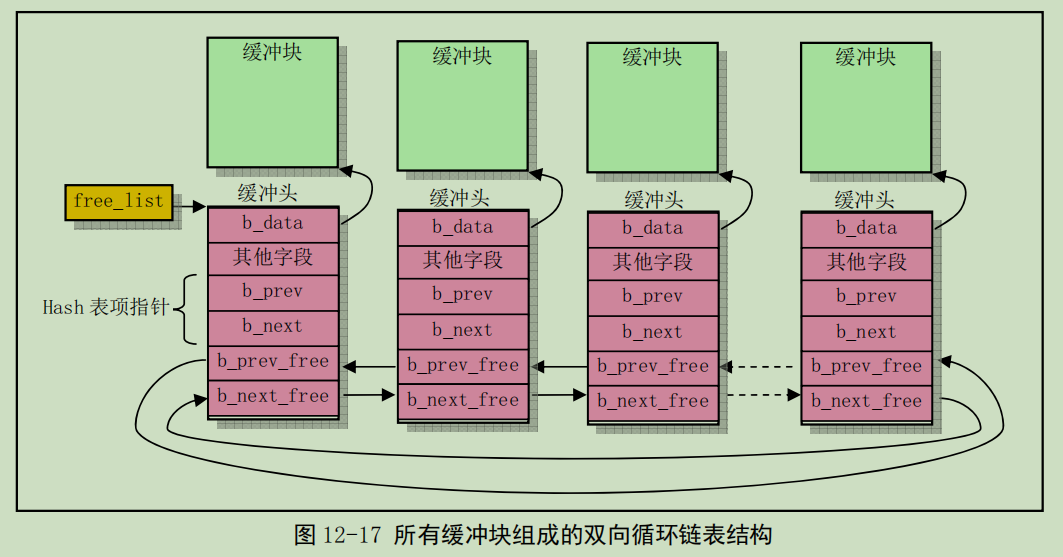 缓冲块 缓冲块 缓冲块 缓冲块
free_list
缓冲头 缓冲头 缓冲头 缓冲头
b_data b_data b_data b_data
其他字段 其他字段 其他字段 其他字段
Hash 表项指针
b_prev b_prev b_prev b_prev
b_next b_next b_next b_next
b_prev_free b_prev_free b_prev_free b_prev_free
b_next_free b_next_free b_next_free b_next_free
图 12-17 所有缓冲块组成的双向循环链表结构